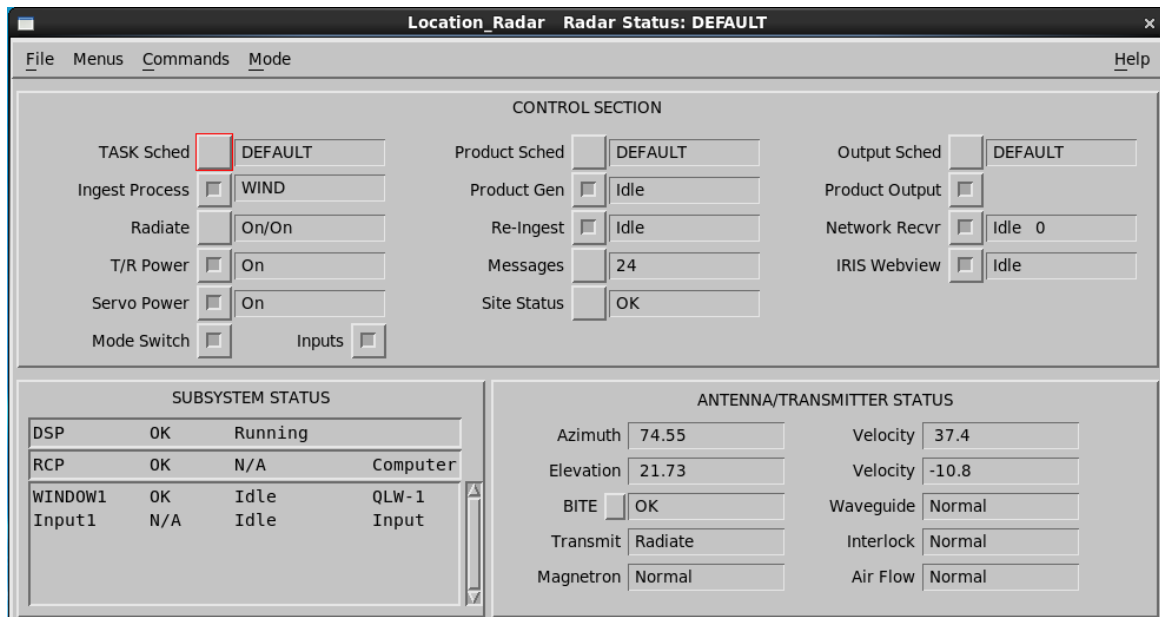 Location_Radar Radar Status: DEFAULT ×
File Menus Commands Mode Help
CONTROL SECTION
TASK Sched DEFAULT Product Sched DEFAULT Output Sched DEFAULT
Ingest Process WIND Product Gen Idle Product Output
Radiate On/On Re-Ingest Idle Network Recvr Idle 0
T/R Power On Messages 24 IRIS Webview Idle
Servo Power On Site Status OK
Mode Switch Inputs
SUBSYSTEM STATUS
DSP OK Running
RCP OK N/A Computer
WINDOW1 OK Idle QLW-1
Input1 N/A Idle Input
ANTENNA/TRANSMITTER STATUS
Azimuth 74.55 Velocity 37.4
Elevation 21.73 Velocity -10.8
BITE OK Waveguide Normal
Transmit Radiate Interlock Normal
Magnetron Normal Air Flow Normal